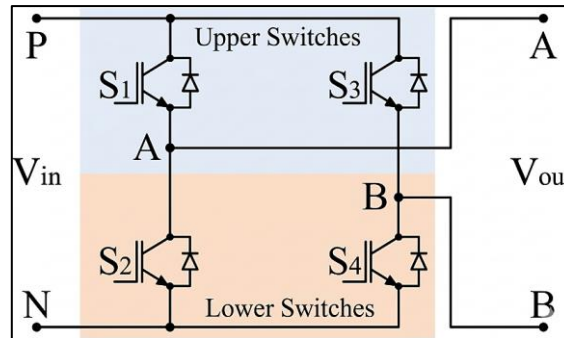 P
Upper Switches
A
S1
S3
A
Vin
Vou
B
S2
S4
N
Lower Switches
B